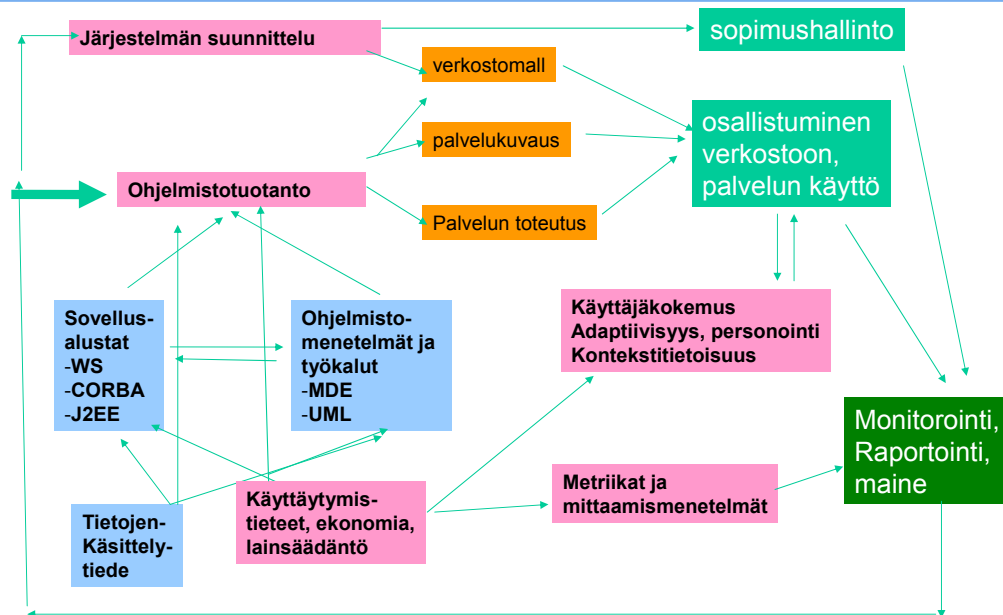 Järjestelmän suunnittelu
sopimushallinto
verkostomall
palvelukuvaus
osallistuminen
verkostoon,
palvelun käyttö
Ohjelmistotuotanto
Palvelun toteutus
Sovellus-
alustat
-WS
-CORBA
-J2EE
Ohjelmisto-
menetelmät ja
työkalut
-MDE
-UML
Käyttäjäkokemus
Adaptiivisyys, personointi
Kontekstitietoisuus
Monitorointi,
Raportointi,
maine
Metriikat ja
mittaamismenetelmät
Käyttäytymis-
tieteet, ekonomia,
lainsäädäntö
Tietojen-
Käsittely-
tiede